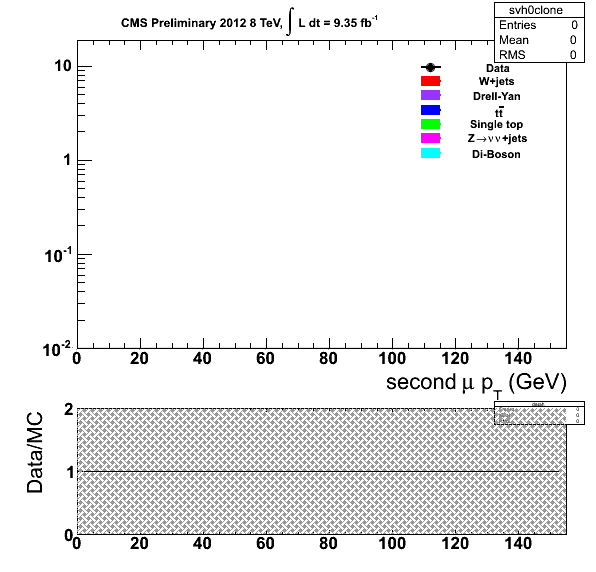 CMS Preliminary 2012 8 TeV, ∫ L dt = 9.35 fb⁻¹
svh0clone
Entries 0
Mean 0
RMS 0
Data
W+jets
Drell-Yan
tt̅
Single top
Z→νν+jets
Di-Boson
10
1
10⁻¹
10⁻²
0 20 40 60 80 100 120 140
second μ p_T (GeV)
Data/MC
2
1
0
0 20 40 60 80 100 120 140